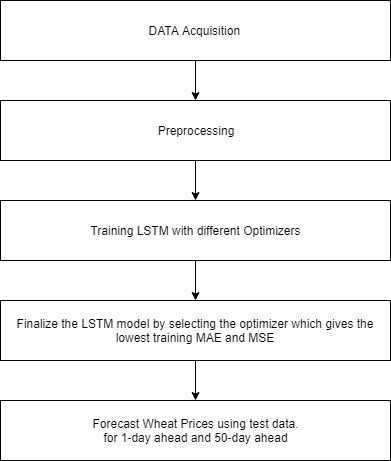 DATA Acquisition
Preprocessing
Training LSTM with different Optimizers
Finalize the LSTM model by selecting the optimizer which gives the
lowest training MAE and MSE
Forecast Wheat Prices using test data.
for 1-day ahead and 50-day ahead